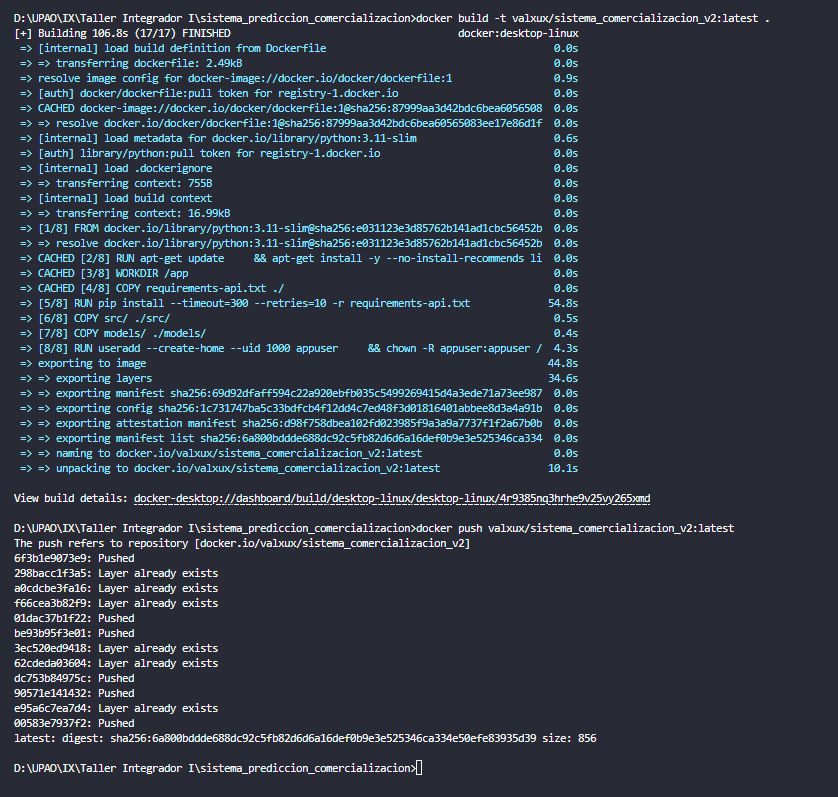 D:\UPAO\IX\Taller Integrador I\sistema_prediccion_comercializacion>docker build -t valxux/sistema_comercializacion_v2:latest .
[+] Building 106.8s (17/17) FINISHED docker:desktop-linux
=> [internal] load build definition from Dockerfile 0.0s
=> => transferring dockerfile: 2.49kB 0.0s
=> resolve image config for docker-image://docker.io/docker/dockerfile:1 0.9s
=> [auth] docker/dockerfile:pull token for registry-1.docker.io 0.0s
=> CACHED docker-image://docker.io/docker/dockerfile:1@sha256:87999aa3d42bdc6bea6056508 0.0s
=> => resolve docker.io/docker/dockerfile:1@sha256:87999aa3d42bdc6bea60565083ee17e86d1f 0.0s
=> [internal] load metadata for docker.io/library/python:3.11-slim 0.6s
=> [auth] library/python:pull token for registry-1.docker.io 0.0s
=> [internal] load .dockerignore 0.0s
=> => transferring context: 755B 0.0s
=> [internal] load build context 0.0s
=> => transferring context: 16.99kB 0.0s
=> [1/8] FROM docker.io/library/python:3.11-slim@sha256:e031123e3d85762b141ad1cbc56452b 0.0s
=> => resolve docker.io/library/python:3.11-slim@sha256:e031123e3d85762b141ad1cbc56452b 0.0s
=> CACHED [2/8] RUN apt-get update && apt-get install -y --no-install-recommends li 0.0s
=> CACHED [3/8] WORKDIR /app 0.0s
=> CACHED [4/8] COPY requirements-api.txt ./ 0.0s
=> [5/8] RUN pip install --timeout=300 --retries=10 -r requirements-api.txt 54.8s
=> [6/8] COPY src/ ./src/ 0.5s
=> [7/8] COPY models/ ./models/ 0.4s
=> [8/8] RUN useradd --create-home --uid 1000 appuser && chown -R appuser:appuser / 4.3s
=> exporting to image 44.8s
=> => exporting layers 34.6s
=> => exporting manifest sha256:69d92dfaff594c22a920ebfb035c5499269415d4a3ede71a73ee987 0.0s
=> => exporting config sha256:1c731747ba5c33bdfcb4f12dd4c7ed48f3d01816401abbee8d3a4a91b 0.0s
=> => exporting attestation manifest sha256:d98f758dbea102fd023985f9a3a9a7737f1f2a67b0b 0.0s
=> => exporting manifest list sha256:6a800bddde688dc92c5fb82d6d6a16def0b9e3e525346ca334 0.0s
=> => naming to docker.io/valxux/sistema_comercializacion_v2:latest 0.0s
=> => unpacking to docker.io/valxux/sistema_comercializacion_v2:latest 10.1s
View build details: docker-desktop://dashboard/build/desktop-linux/desktop-linux/4r9385nq3hrhe9v25vy265xmd
D:\UPAO\IX\Taller Integrador I\sistema_prediccion_comercializacion>docker push valxux/sistema_comercializacion_v2:latest
The push refers to repository [docker.io/valxux/sistema_comercializacion_v2]
6f3b1e9073e9: Pushed
298bacc1f3a5: Layer already exists
a0cdcbe3fa16: Layer already exists
f66cea3b82f9: Layer already exists
01dac37b1f22: Pushed
be93b95f3e01: Pushed
3ec520ed9418: Layer already exists
62cdeda03604: Layer already exists
dc753b84975c: Pushed
90571e141432: Pushed
e95a6c7ea7d4: Layer already exists
00583e7937f2: Pushed
latest: digest: sha256:6a800bddde688dc92c5fb82d6d6a16def0b9e3e525346ca334e50efe83935d39 size: 856
D:\UPAO\IX\Taller Integrador I\sistema_prediccion_comercializacion>